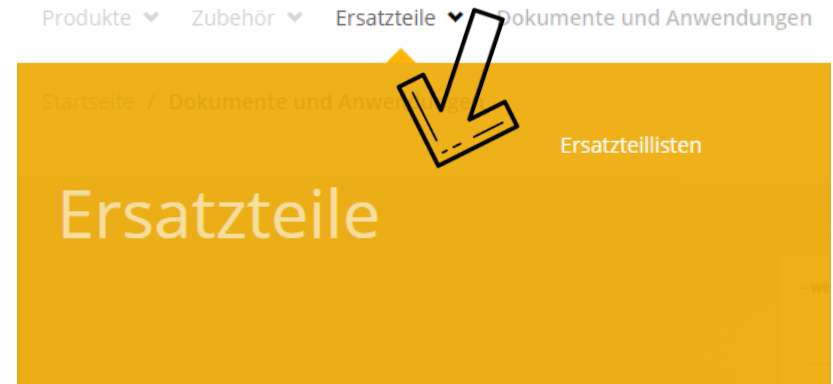 Produkte Zubehör Ersatzteile Dokumente und Anwendungen
Startseite / Dokumente und Anwendungen
Ersatzteillisten
Ersatzteile